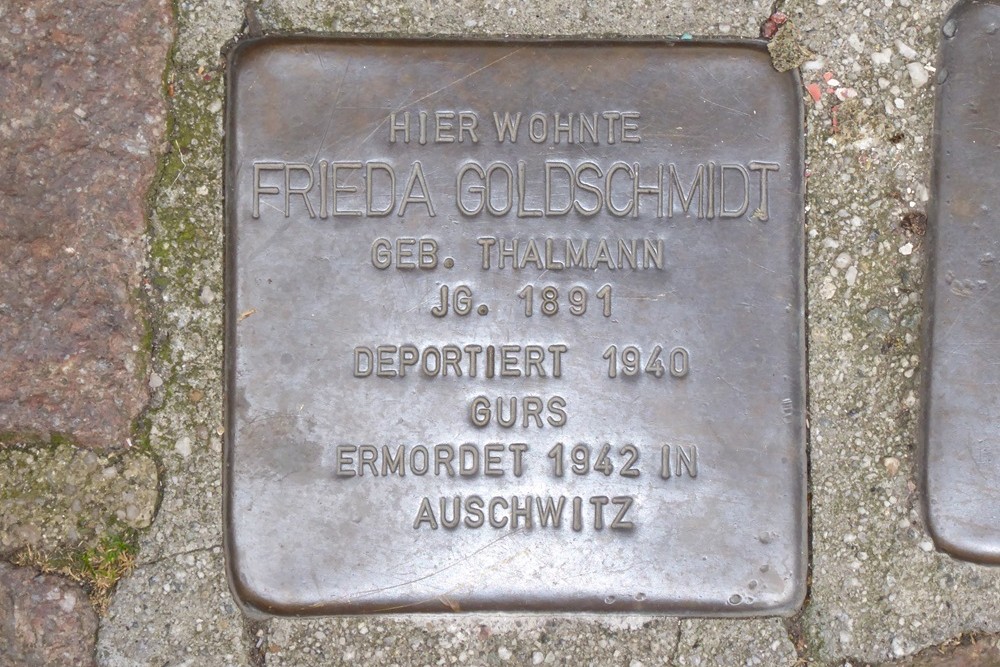 HIER WOHNTE
FRIEDA GOLDSCHMIDT
GEB. THALMANN
JG. 1891
DEPORTIERT 1940
GURS
ERMORDET 1942 IN
AUSCHWITZ